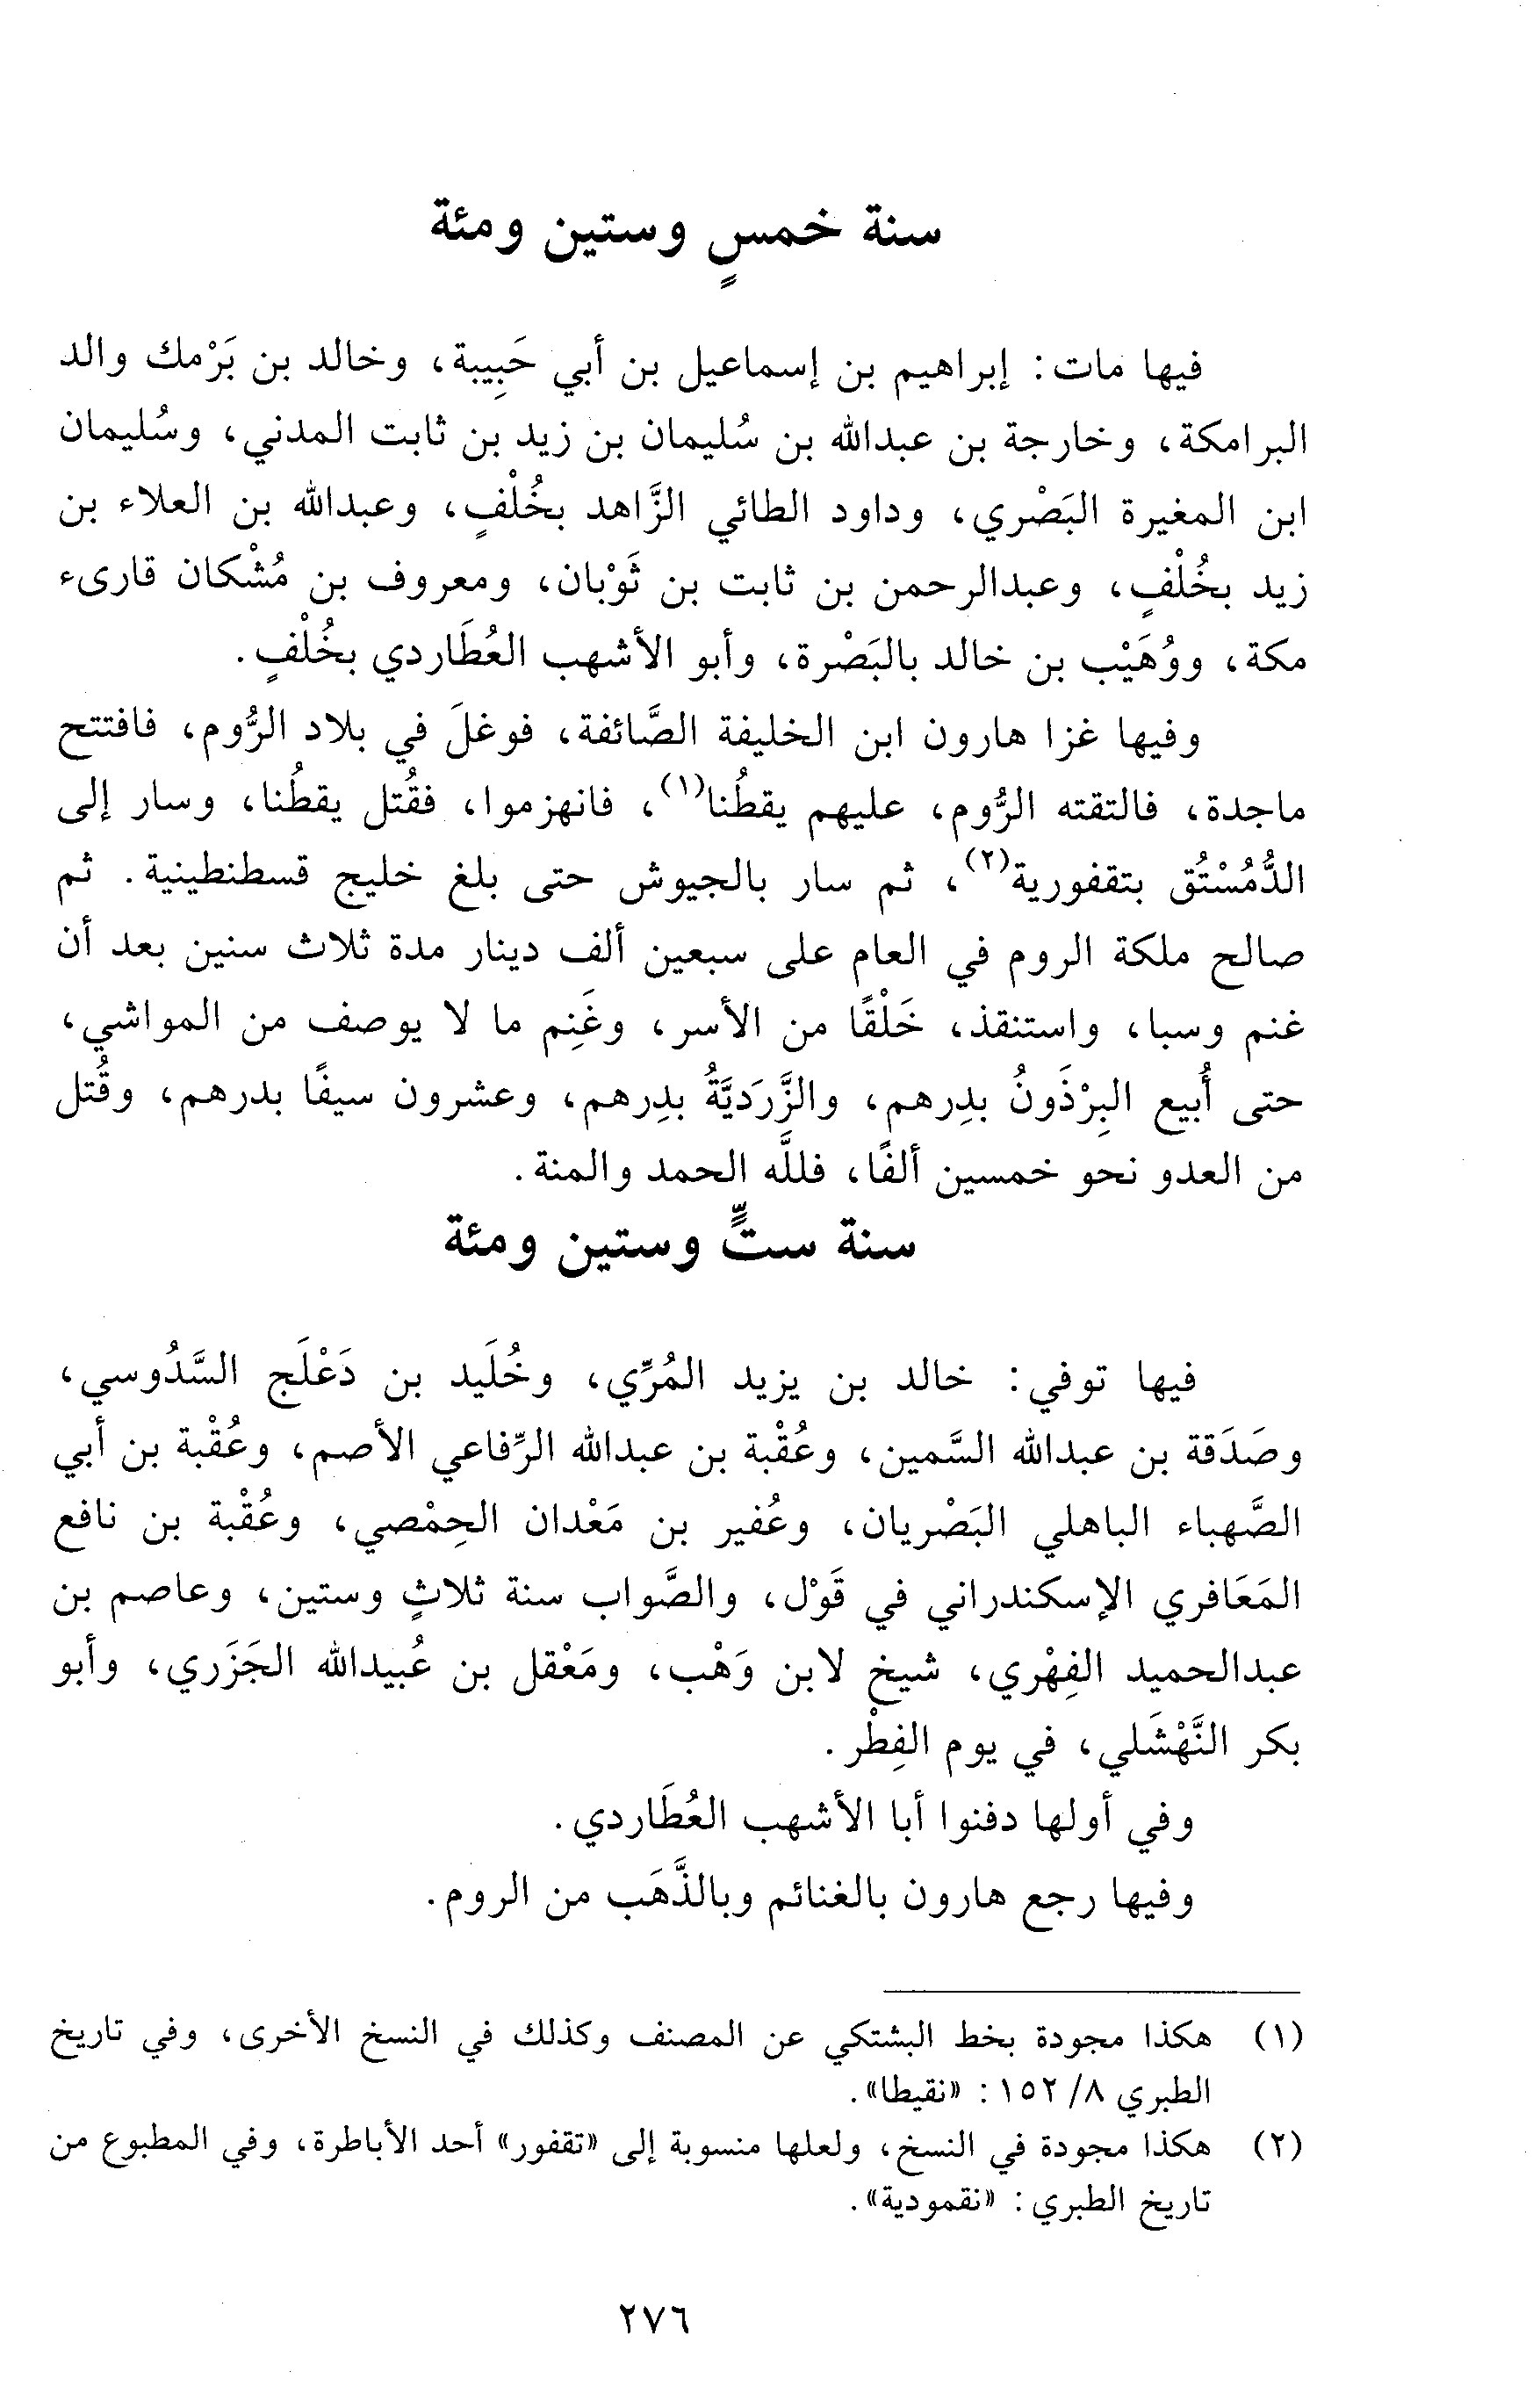 سنة خمسٍ وستين ومئة
فيها مات: إبراهيم بن إسماعيل بن أبي حَبِيبة، وخالد بن بَرْمك والد
البرامكة، وخارجة بن عبدالله بن سُليمان بن زيد بن ثابت المدني، وسُليمان
ابن المغيرة البَصْري، وداود الطائي الزَّاهد بخُلْفٍ، وعبدالله بن العلاء بن
زيد بخُلْفٍ، وعبدالرحمن بن ثابت بن ثَوْبان، ومعروف بن مُشْكان قارىء
مكة، ووُهَيْب بن خالد بالبَصْرة، وأبو الأشهب العُطَاردي بخُلْفٍ.
وفيها غزا هارون ابن الخليفة الصَّائفة، فوغلَ في بلاد الرُّوم، فافتتح
ماجدة، فالتقته الرُّوم، عليهم يقطُنا(١)، فانهزموا، فقُتل يقطُنا، وسار إلى
الدُّمُسْتُق بتقفورية(٢)، ثم سار بالجيوش حتى بلغ خليج قسطنطينية. ثم
صالح ملكة الروم في العام على سبعين ألف دينار مدة ثلاث سنين بعد أن
غنم وسبا، واستنقذ، خَلْقًا من الأسر، وغَنِم ما لا يوصف من المواشي،
حتى أُبيع البِرْذَونُ بدِرهم، والزَّرَديَّةُ بدِرهم، وعشرون سيفًا بدرهم، وقُتل
من العدو نحو خمسين ألفًا، فللَّه الحمد والمنة.
سنة ستٍّ وستين ومئة
فيها توفي: خالد بن يزيد المُرِّي، وخُلَيد بن دَعْلَج السَّدُوسي،
وصَدَقة بن عبدالله السَّمين، وعُقْبة بن عبدالله الرِّفاعي الأصم، وعُقْبة بن أبي
الصَّهباء الباهلي البَصْريان، وعُفير بن مَعْدان الحِمْصي، وعُقْبة بن نافع
المَعَافري الإسكندراني في قَوْل، والصَّواب سنة ثلاثٍ وستين، وعاصم بن
عبدالحميد الفِهْري، شيخ لابن وَهْب، ومَعْقل بن عُبيدالله الجَزَري، وأبو
بكر النَّهْشَلي، في يوم الفِطْر.
وفي أولها دفنوا أبا الأشهب العُطَاردي.
وفيها رجع هارون بالغنائم وبالذَّهَب من الروم.
(١) هكذا مجودة بخط البشتكي عن المصنف وكذلك في النسخ الأخرى، وفي تاريخ
الطبري ٨/ ١٥٢: «نقيطا».
(٢) هكذا مجودة في النسخ، ولعلها منسوبة إلى «تقفور» أحد الأباطرة، وفي المطبوع من
تاريخ الطبري: «نقمودية».
٢٧٦